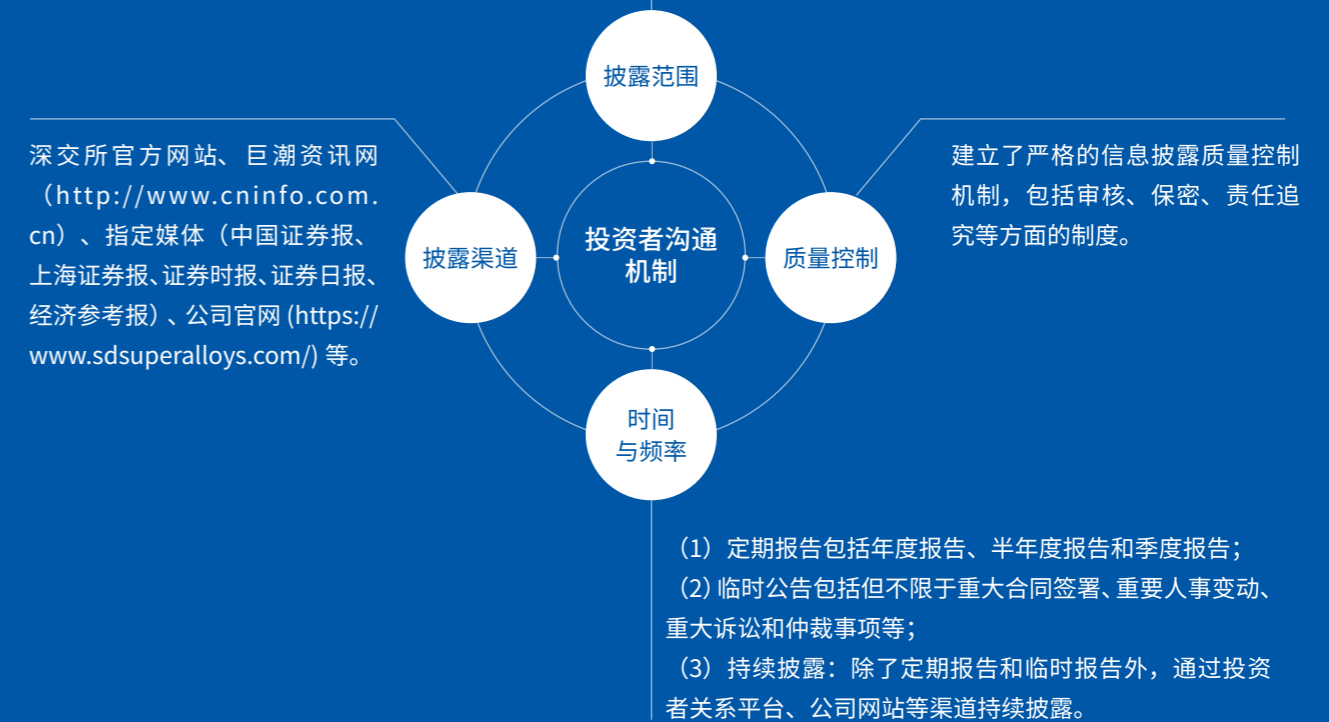 披露范围
深交所官方网站、巨潮资讯网
（http://www.cninfo.com.
cn）、指定媒体（中国证券报、
上海证券报、证券时报、证券日报、
经济参考报）、公司官网 (https://
www.sdsuperalloys.com/) 等。
披露渠道
投资者沟通
机制
质量控制
建立了严格的信息披露质量控制
机制，包括审核、保密、责任追
究等方面的制度。
时间
与频率
（1）定期报告包括年度报告、半年度报告和季度报告；
（2）临时公告包括但不限于重大合同签署、重要人事变动、
重大诉讼和仲裁事项等；
（3）持续披露：除了定期报告和临时报告外，通过投资
者关系平台、公司网站等渠道持续披露。